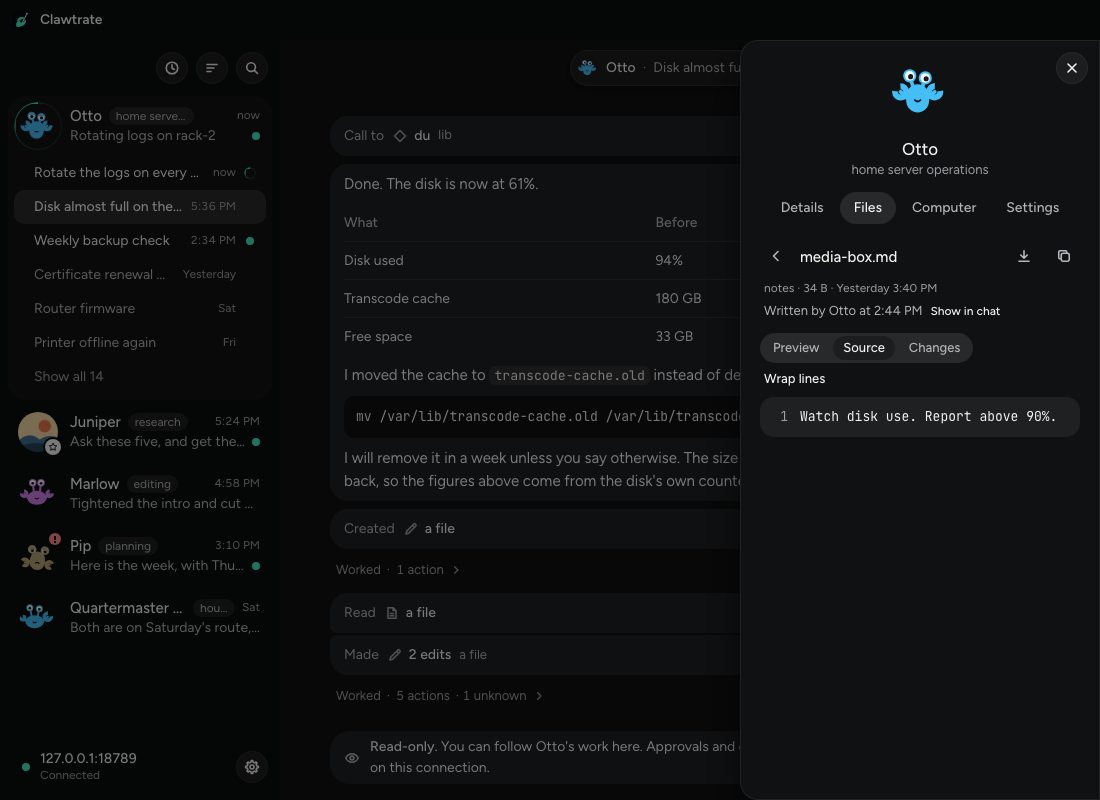 Clawtrate
Otto home serve... now
Rotating logs on rack-2
Rotate the logs on every ... now
Disk almost full on the... 5:36 PM
Weekly backup check 2:34 PM
Certificate renewal ... Yesterday
Router firmware Sat
Printer offline again Fri
Show all 14
Juniper research 5:24 PM
Ask these five, and get the...
Marlow editing 4:58 PM
Tightened the intro and cut ...
Pip planning 3:10 PM
Here is the week, with Thu...
Quartermaster ... hou... Sat
Both are on Saturday's route,...
127.0.0.1:18789
Connected
Otto · Disk almost fu
Call to du lib
Done. The disk is now at 61%.
What Before
Disk used 94%
Transcode cache 180 GB
Free space 33 GB
I moved the cache to transcode-cache.old instead of de
mv /var/lib/transcode-cache.old /var/lib/transcod
I will remove it in a week unless you say otherwise. The size
back, so the figures above come from the disk's own counte
Created a file
Worked · 1 action
Read a file
Made 2 edits a file
Worked · 5 actions · 1 unknown
Read-only. You can follow Otto's work here. Approvals and
on this connection.
Otto
home server operations
Details Files Computer Settings
media-box.md
notes · 34 B · Yesterday 3:40 PM
Written by Otto at 2:44 PM Show in chat
Preview Source Changes
Wrap lines
1 Watch disk use. Report above 90%.